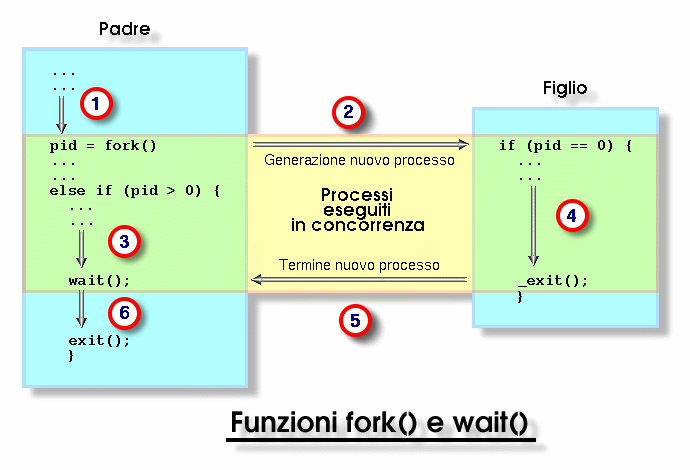 Padre
...
...
1
pid = fork()
...
...
else if (pid > 0) {
...
...
3
wait();
6
exit();
}
2
Generazione nuovo processo
Processi
eseguiti
in concorrenza
Termine nuovo processo
5
Figlio
if (pid == 0) {
...
...
4
_exit();
}
Funzioni fork() e wait()